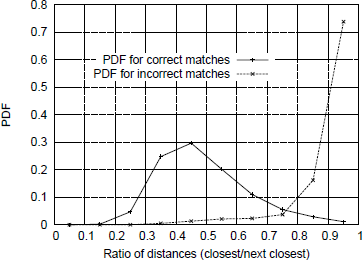 0.8
0.7
0.6
0.5
0.4
0.3
0.2
0.1
0
PDF
PDF for correct matches
PDF for incorrect matches
0 0.1 0.2 0.3 0.4 0.5 0.6 0.7 0.8 0.9 1
Ratio of distances (closest/next closest)